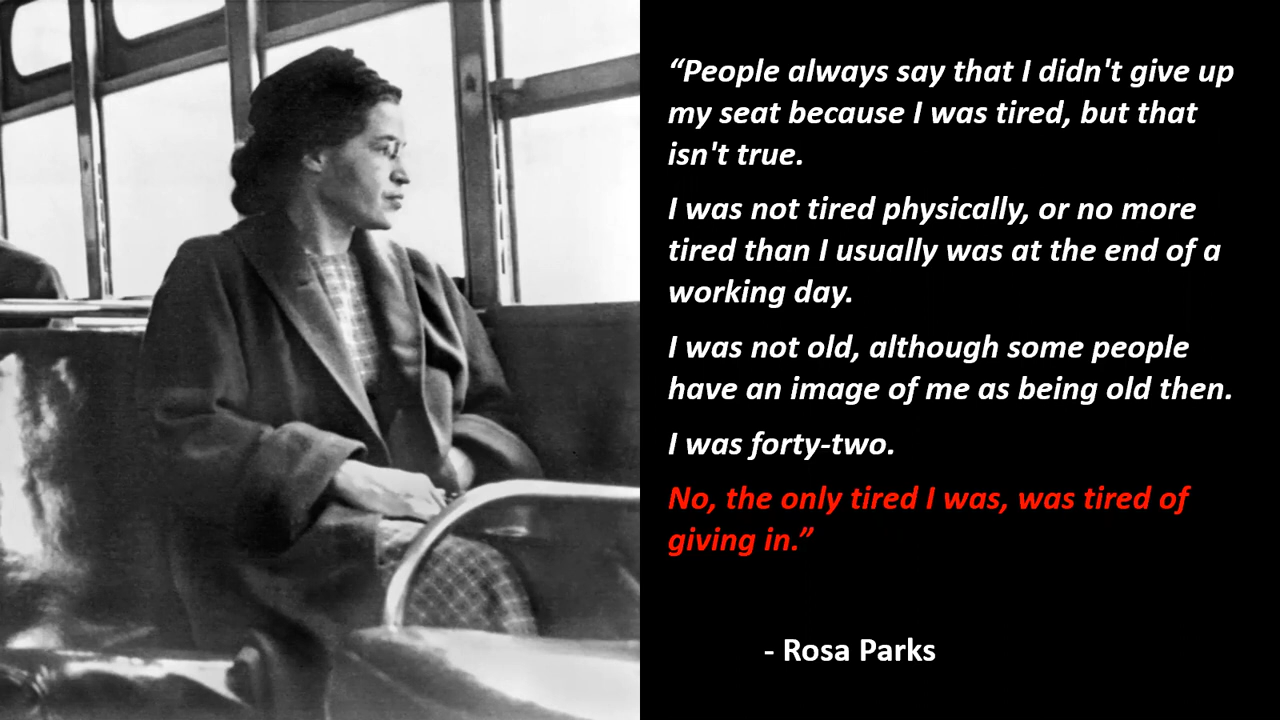 “People always say that I didn't give up
my seat because I was tired, but that
isn't true.
I was not tired physically, or no more
tired than I usually was at the end of a
working day.
I was not old, although some people
have an image of me as being old then.
I was forty-two.
No, the only tired I was, was tired of
giving in.”
- Rosa Parks